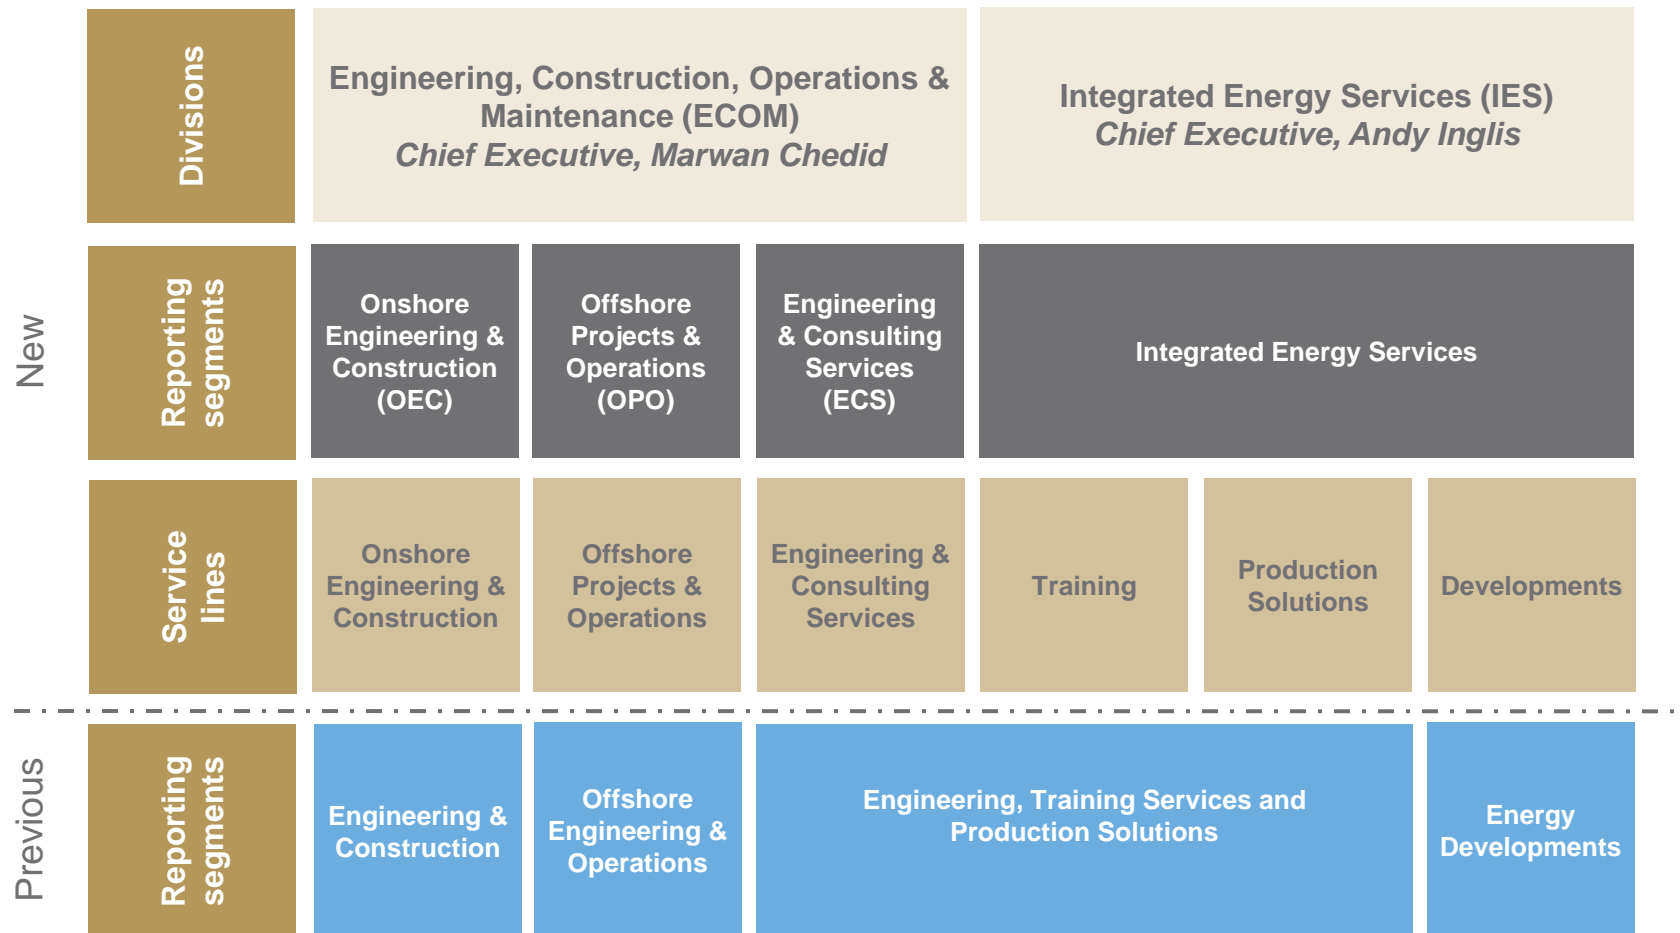 New
Divisions
Engineering, Construction, Operations &
Maintenance (ECOM)
Chief Executive, Marwan Chedid
Integrated Energy Services (IES)
Chief Executive, Andy Inglis
Reporting
segments
Onshore
Engineering &
Construction
(OEC)
Offshore
Projects &
Operations
(OPO)
Engineering
& Consulting
Services
(ECS)
Integrated Energy Services
Service
lines
Onshore
Engineering &
Construction
Offshore
Projects &
Operations
Engineering &
Consulting
Services
Training
Production
Solutions
Developments
Previous
Reporting
segments
Engineering &
Construction
Offshore
Engineering &
Operations
Engineering, Training Services and
Production Solutions
Energy
Developments